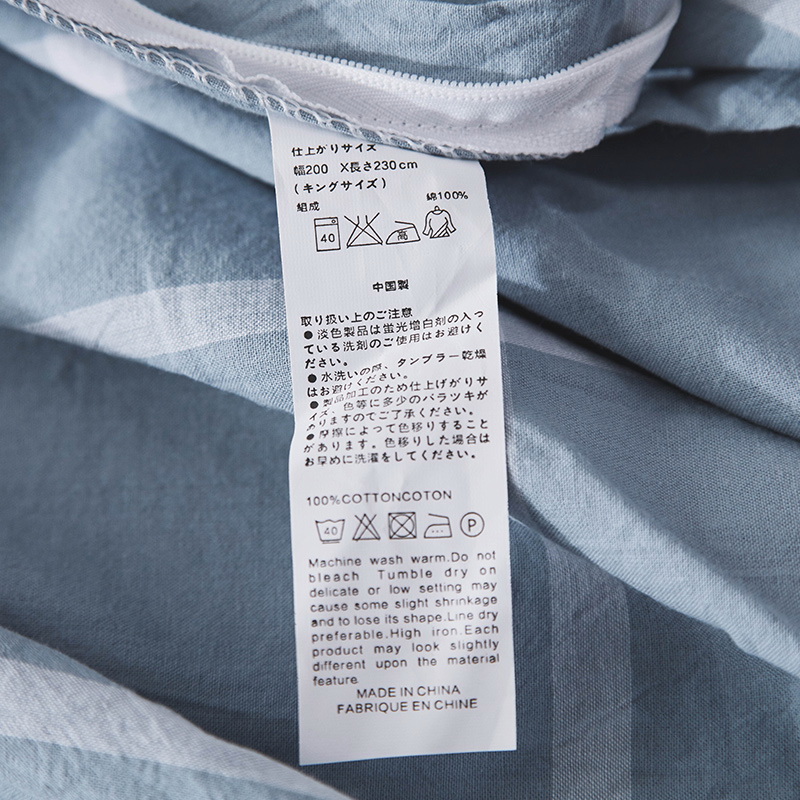 仕上がりサイズ
幅200 X長さ230cm
(キングサイズ)
組成 綿100%
40 高
中国製
取り扱い上のご注意
●淡色製品は蛍光増白剤の入っ
ている洗剤のご使用はお避けく
ださい。
●水洗いの際、タンブラー乾燥
はお避けください。
●製品加工のため仕上げがりサ
イズ、色等に多少のバラツキが
ありますのでご了承ください。
●摩擦によって色移りすること
があります。色移りした場合は
お早めに洗濯をしてください。
100%COTTONCOTON
40 P
Machine wash warm.Do not
bleach Tumble dry on
delicate or low setting may
cause some slight shrinkage
and to lose its shape.Line dry
preferable.High iron.Each
product may look slightly
different upon the material
feature
MADE IN CHINA
FABRIQUE EN CHINE